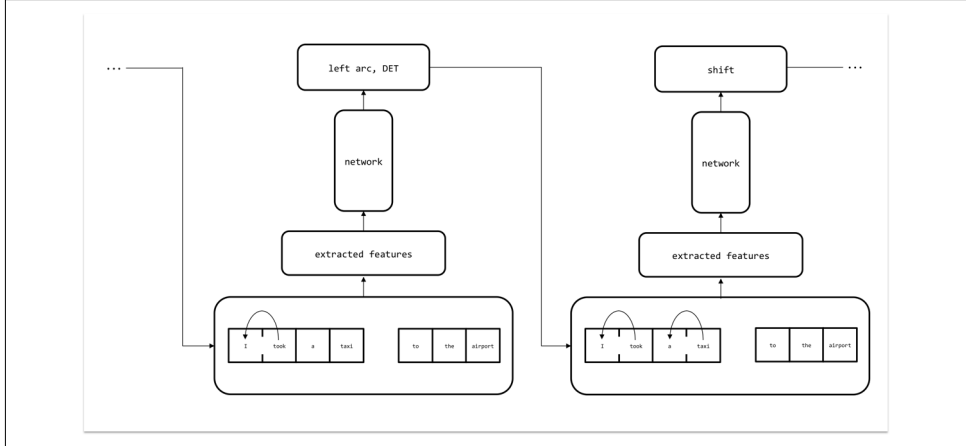 ... left arc, DET shift ...
network network
extracted features extracted features
I took a taxi to the airport I took a taxi to the airport